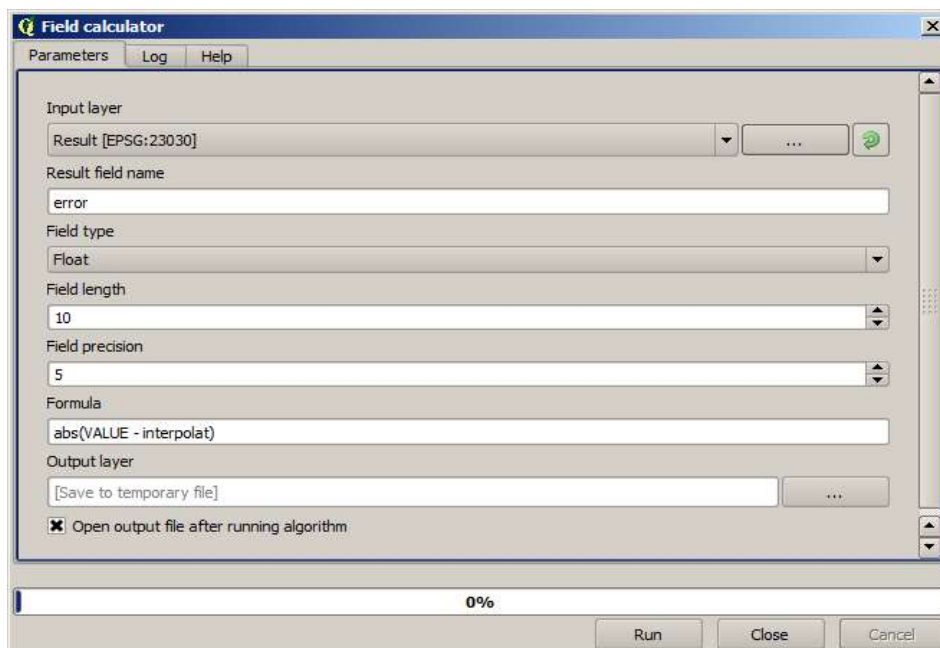 Field calculator
Parameters Log Help
Input layer
Result [EPSG:23030] ...
Result field name
error
Field type
Float
Field length
10
Field precision
5
Formula
abs(VALUE - interpolat)
Output layer
[Save to temporary file] ...
Open output file after running algorithm
0%
Run Close Cancel